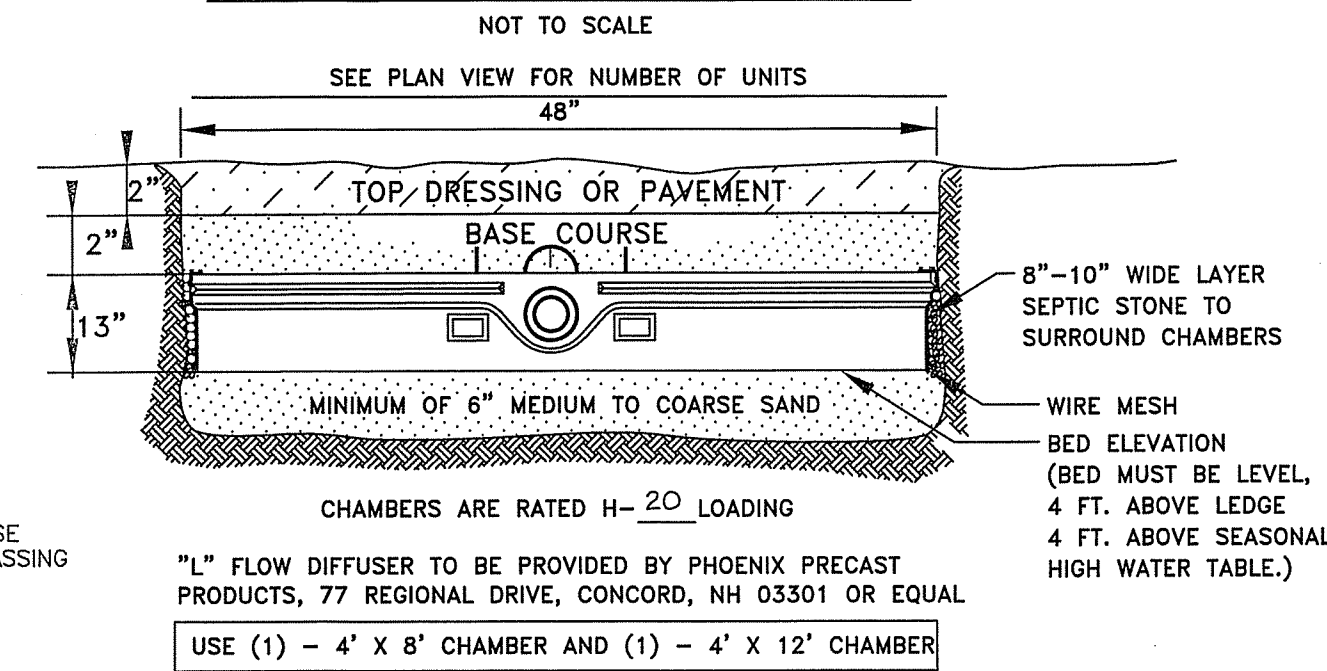 NOT TO SCALE
SEE PLAN VIEW FOR NUMBER OF UNITS
48"
2"
TOP DRESSING OR PAVEMENT
2"
BASE COURSE
13"
8"-10" WIDE LAYER
SEPTIC STONE TO
SURROUND CHAMBERS
MINIMUM OF 6" MEDIUM TO COARSE SAND
WIRE MESH
BED ELEVATION
(BED MUST BE LEVEL,
4 FT. ABOVE LEDGE
4 FT. ABOVE SEASONAL
HIGH WATER TABLE.)
CHAMBERS ARE RATED H-20 LOADING
SE
ASSING
"L" FLOW DIFFUSER TO BE PROVIDED BY PHOENIX PRECAST
PRODUCTS, 77 REGIONAL DRIVE, CONCORD, NH 03301 OR EQUAL
USE (1) - 4' X 8' CHAMBER AND (1) - 4' X 12' CHAMBER